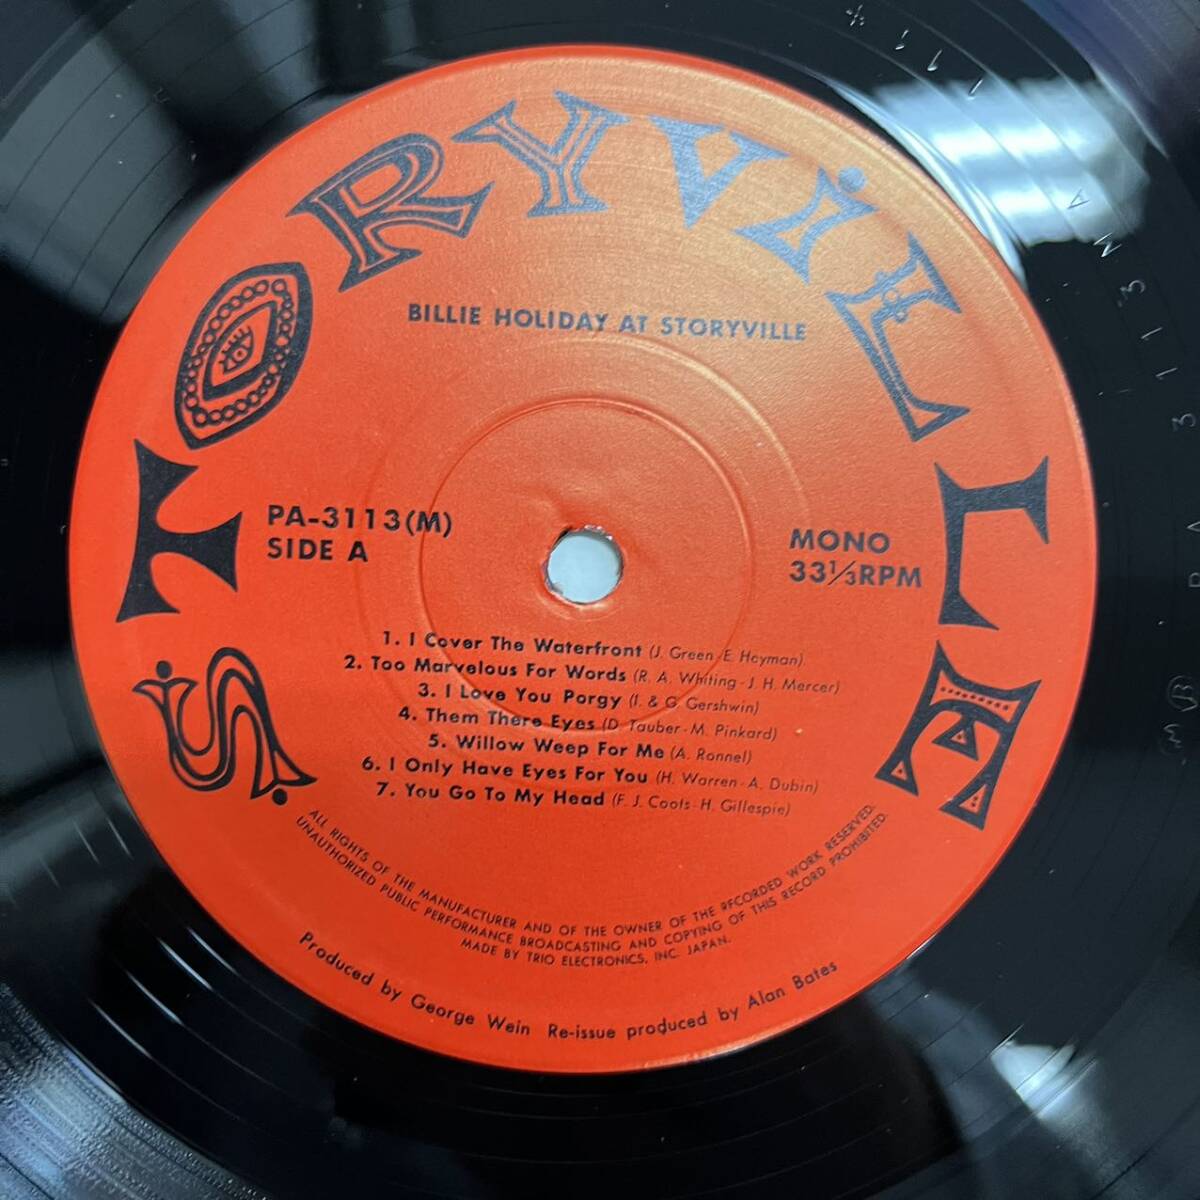 STORYViLLE
BILLIE HOLIDAY AT STORYVILLE
PA-3113(M)
SIDE A
MONO
33⅓RPM
1. I Cover The Waterfront (J. Green - E. Heyman)
2. Too Marvelous For Words (R. A. Whiting - J. H. Mercer)
3. I Love You Porgy (I. & G. Gershwin)
4. Them There Eyes (D. Tauber - M. Pinkard)
5. Willow Weep For Me (A. Ronnel)
6. I Only Have Eyes For You (H. Warren - A. Dubin)
7. You Go To My Head (F. J. Coots - H. Gillespie)
ALL RIGHTS OF THE MANUFACTURER AND OF THE OWNER OF THE RECORDED WORK RESERVED.
UNAUTHORIZED PUBLIC PERFORMANCE BROADCASTING AND COPYING OF THIS RECORD PROHIBITED.
MADE BY TRIO ELECTRONICS, INC. JAPAN.
Produced by George Wein Re-issue produced by Alan Bates
PA 3113 M A